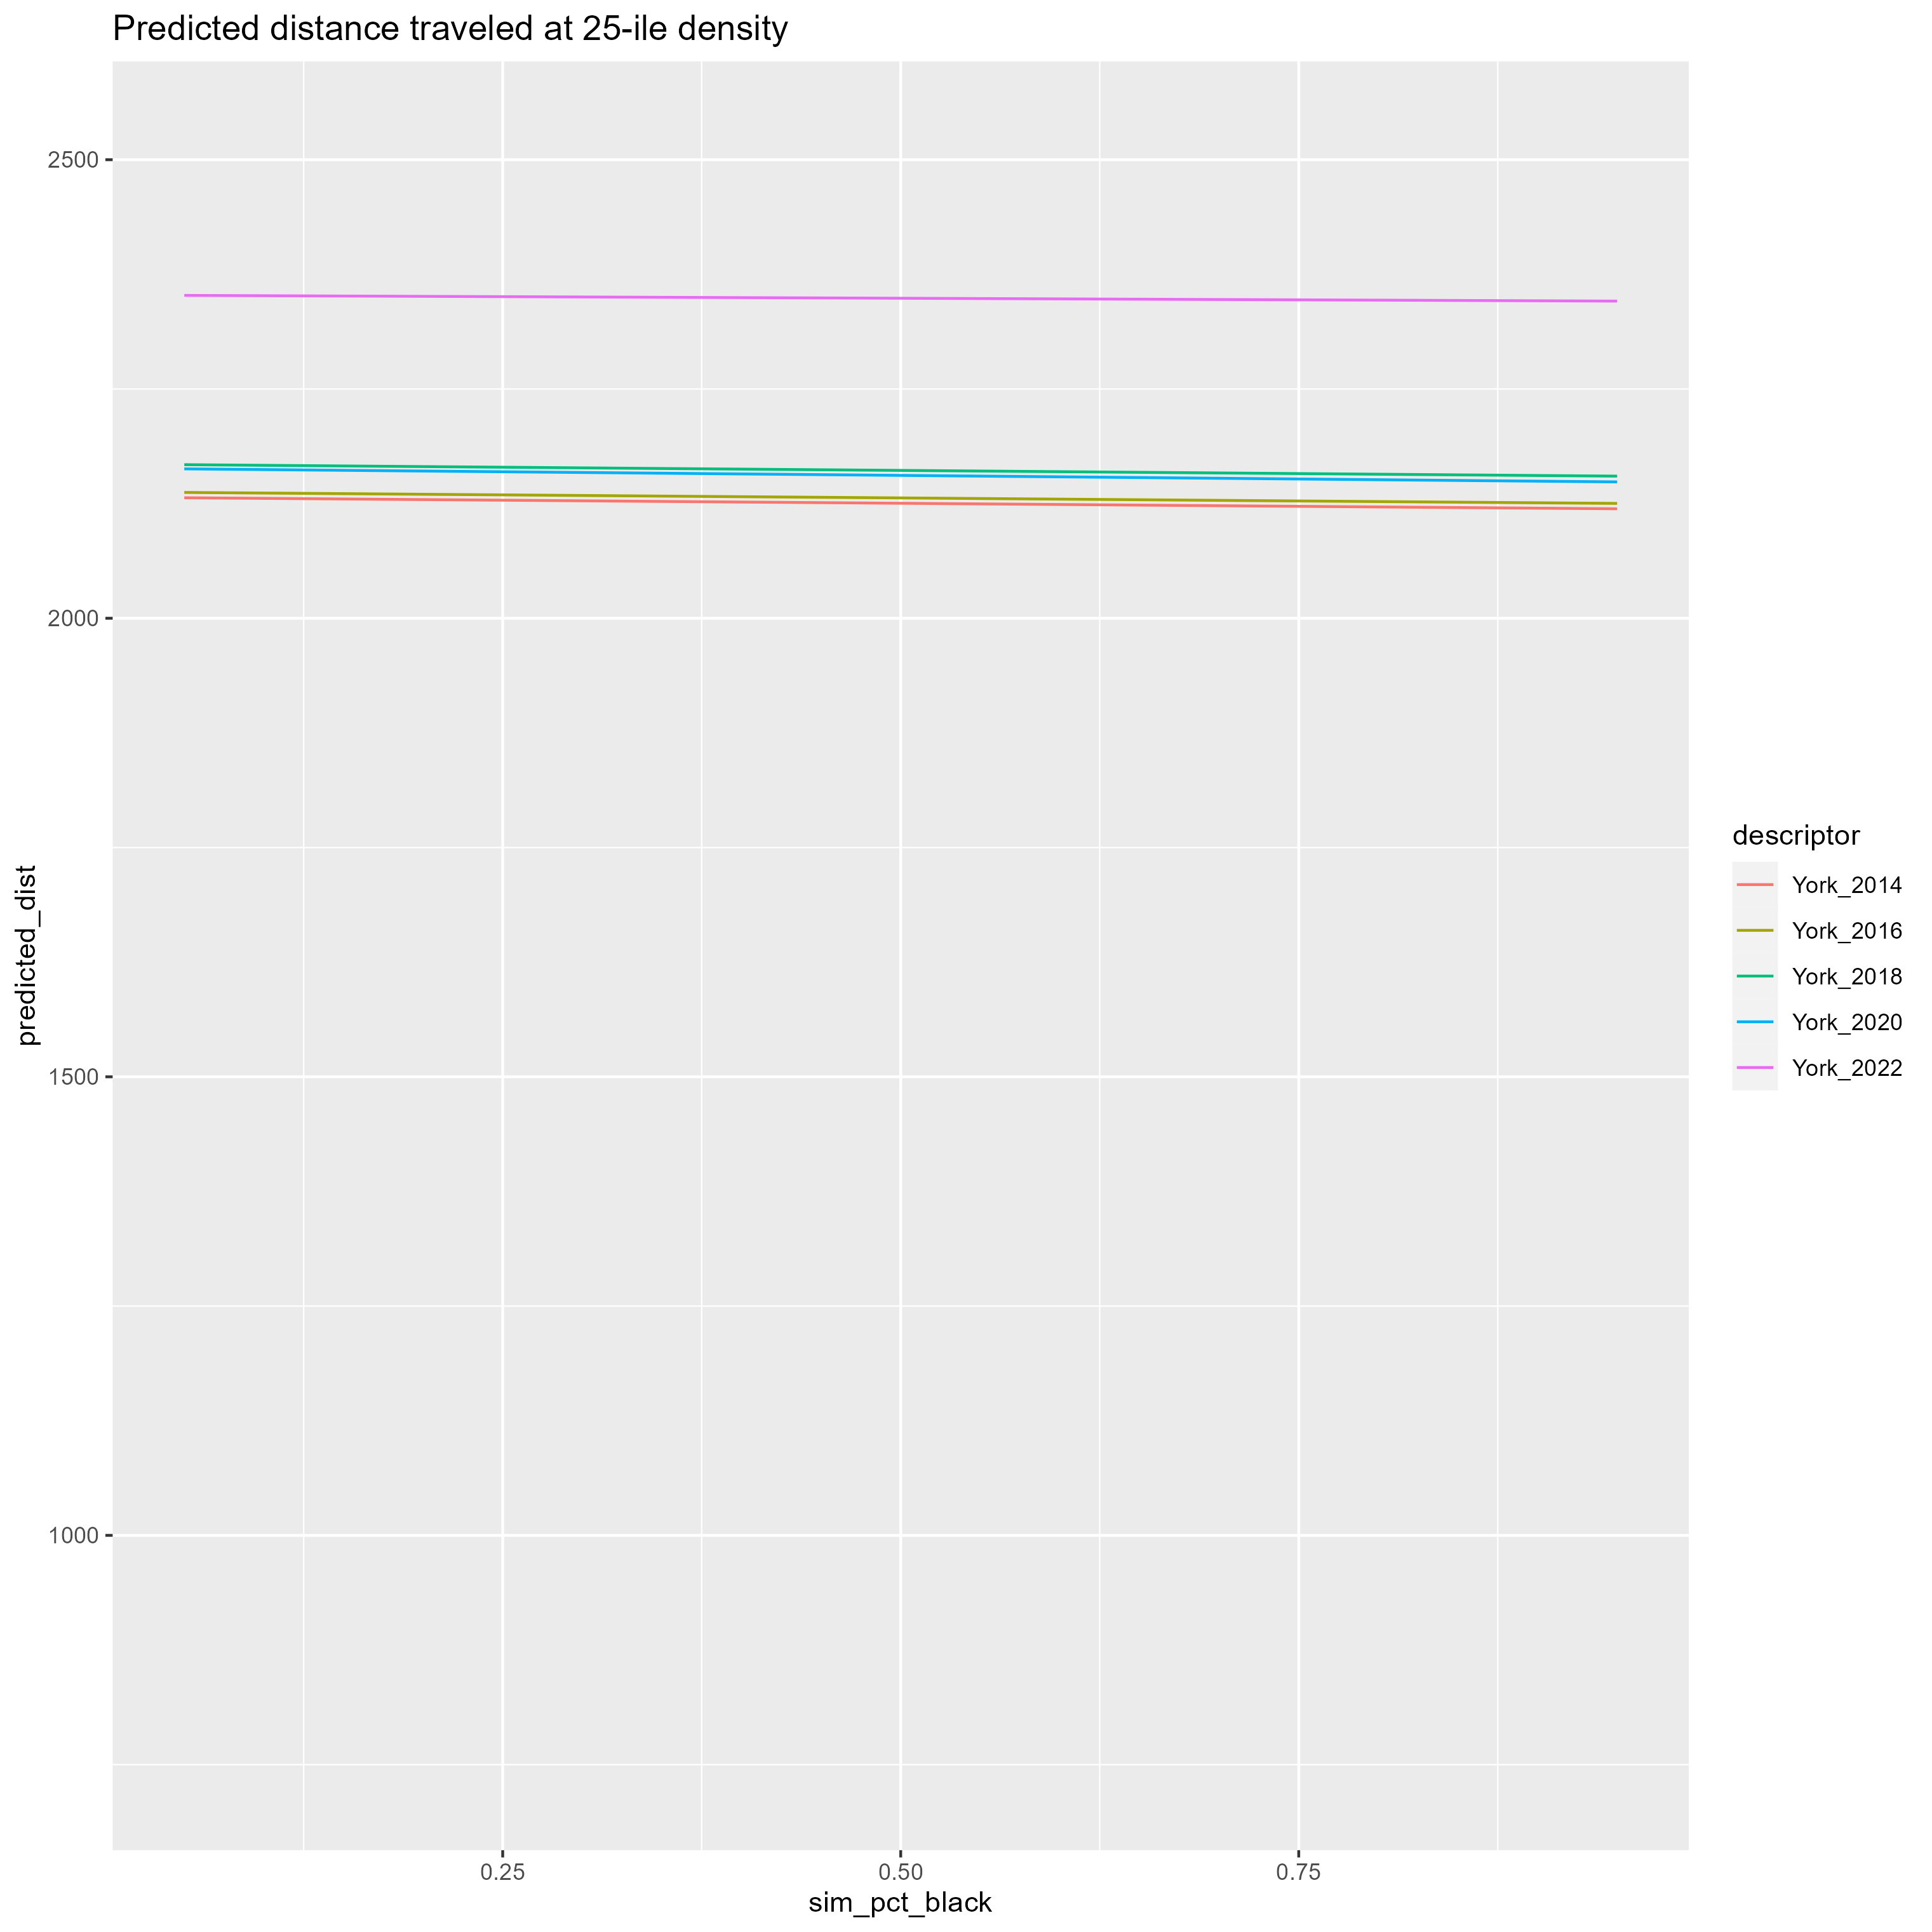 Predicted distance traveled at 25-ile density
2500
2000
1500
1000
predicted_dist
0.25
0.50
0.75
sim_pct_black
descriptor
York_2014
York_2016
York_2018
York_2020
York_2022